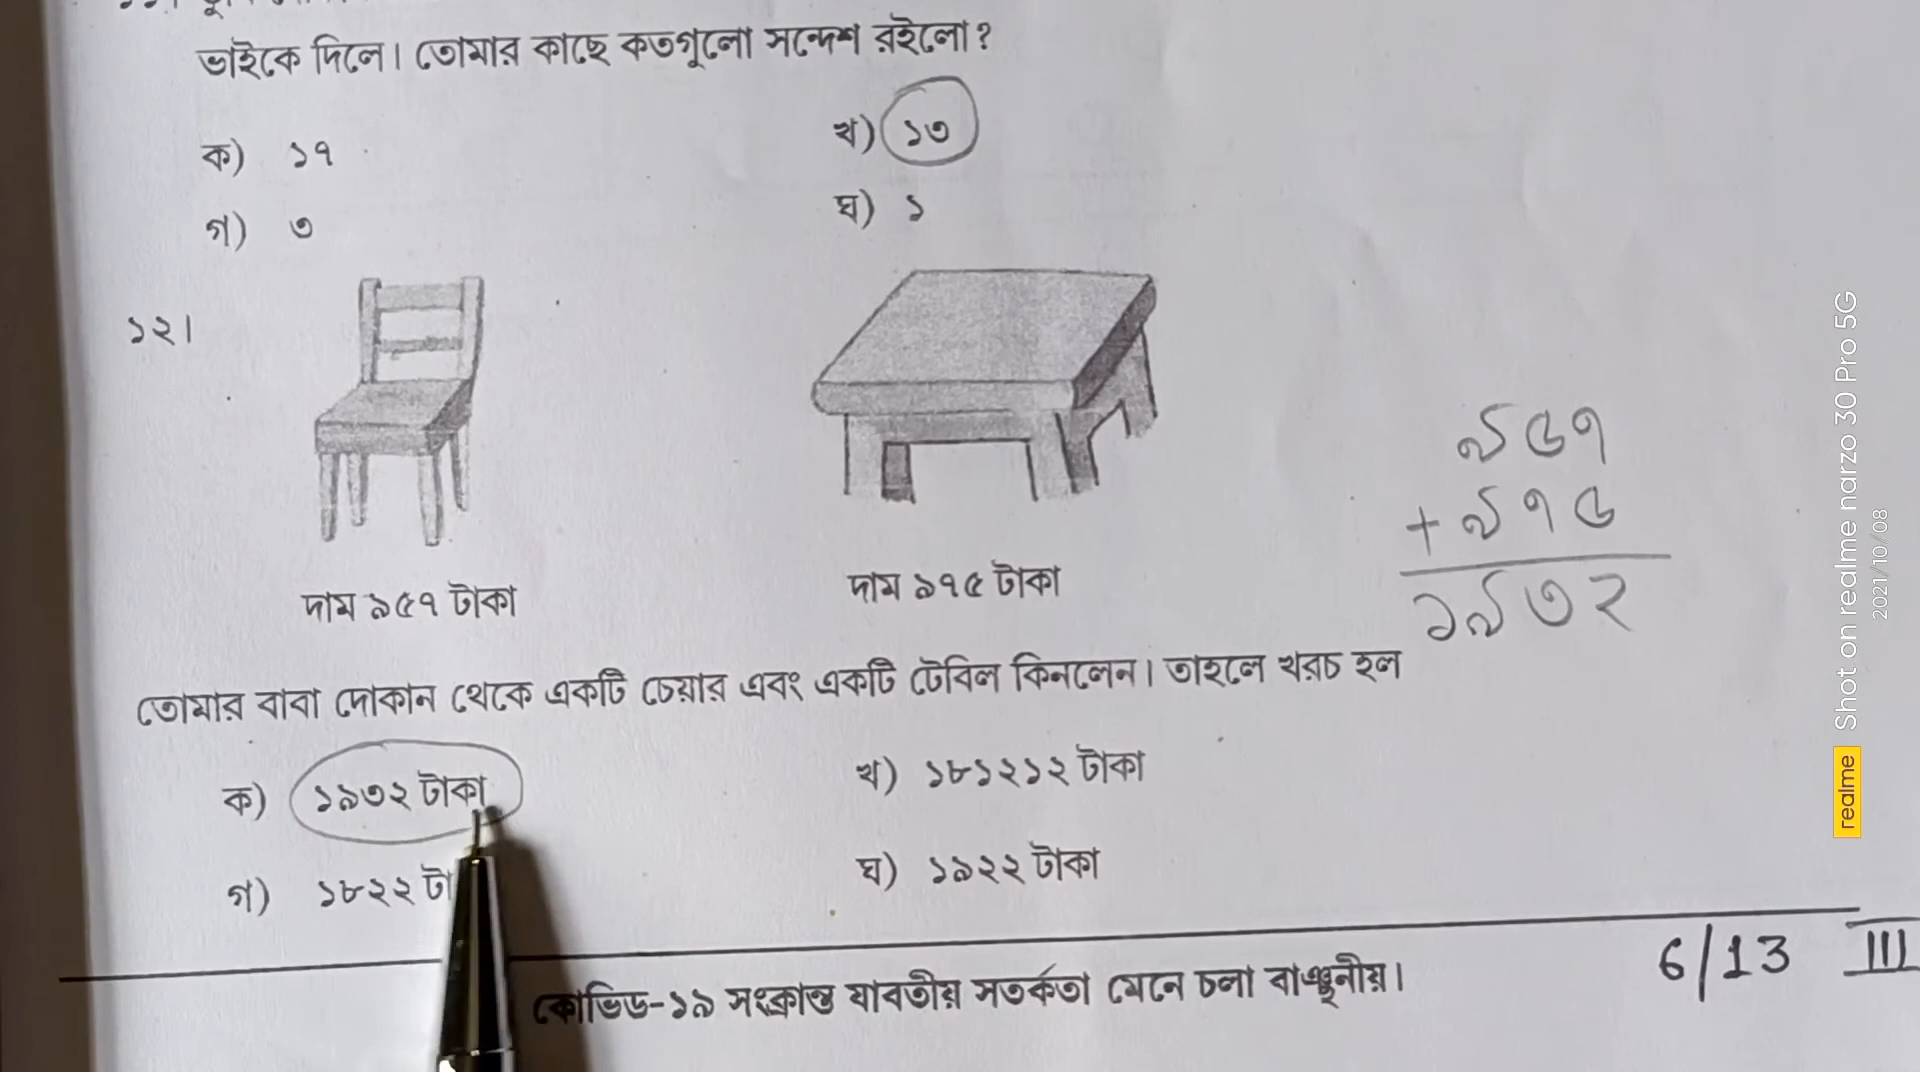 ভাইকে দিলে। তোমার কাছে কতগুলো সন্দেশ রইলো?
ক) ১৭
খ) ১৩
গ) ৩
ঘ) ১
১২।
দাম ৯৫৭ টাকা
দাম ৯৭৫ টাকা
৯৫৭
+ ৯৭৫
১৯৩২
তোমার বাবা দোকান থেকে একটি চেয়ার এবং একটি টেবিল কিনলেন। তাহলে খরচ হল
ক) ১৯৩২ টাকা
খ) ১৮১২১২ টাকা
গ) ১৮২২ টা
ঘ) ১৯২২ টাকা
6/13 III
কোভিড-১৯ সংক্রান্ত যাবতীয় সতর্কতা মেনে চলা বাঞ্ছনীয়।
realme Shot on realme narzo 30 Pro 5G
2021/10/08